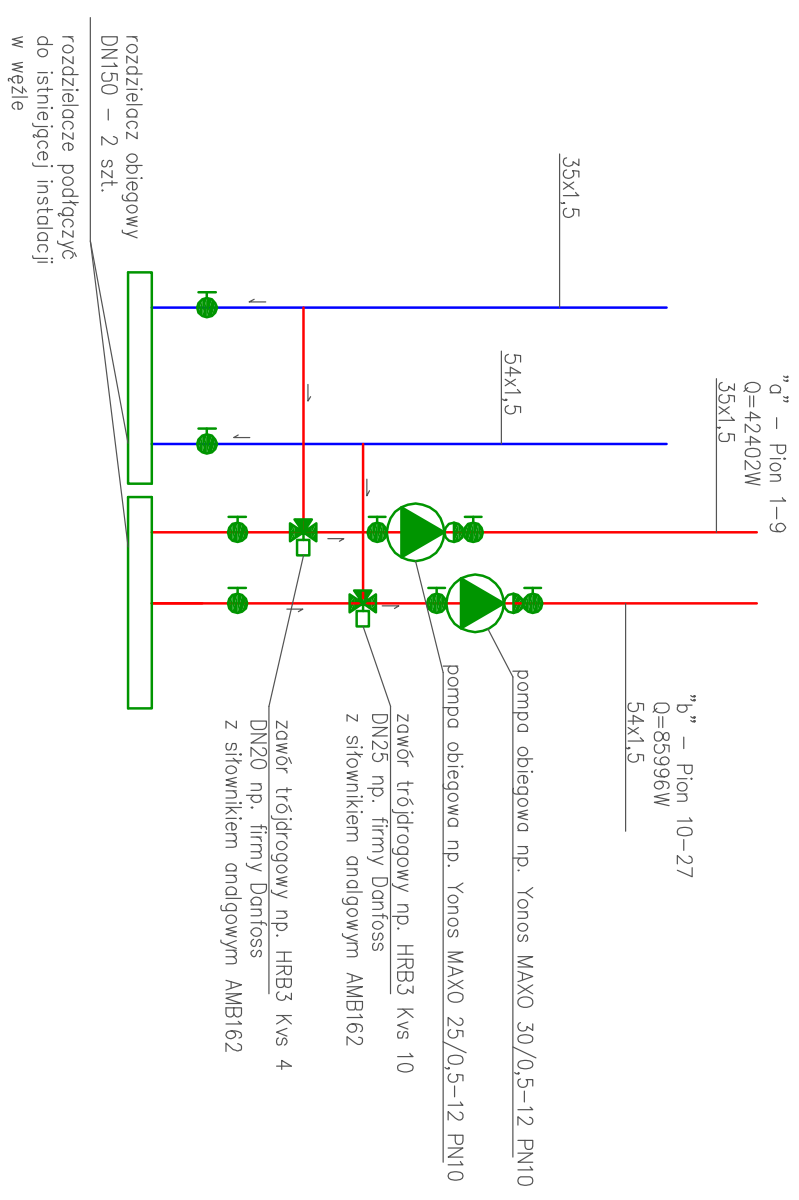 "a" – Pion 1–9
Q=42402W
35x1,5
"b" – Pion 10–27
Q=85996W
54x1,5
35x1,5
54x1,5
pompa obiegowa np. Yonos MAXO 30/0,5–12 PN10
pompa obiegowa np. Yonos MAXO 25/0,5–12 PN10
zawór trójdrogowy np. HRB3 Kvs 10
DN25 np. firmy Danfoss
z siłownikiem analgowym AMB162
zawór trójdrogowy np. HRB3 Kvs 4
DN20 np. firmy Danfoss
z siłownikiem analgowym AMB162
rozdzielacz obiegowy
DN150 – 2 szt.
rozdzielacze podłączyć
do istniejącej instalacji
w węźle